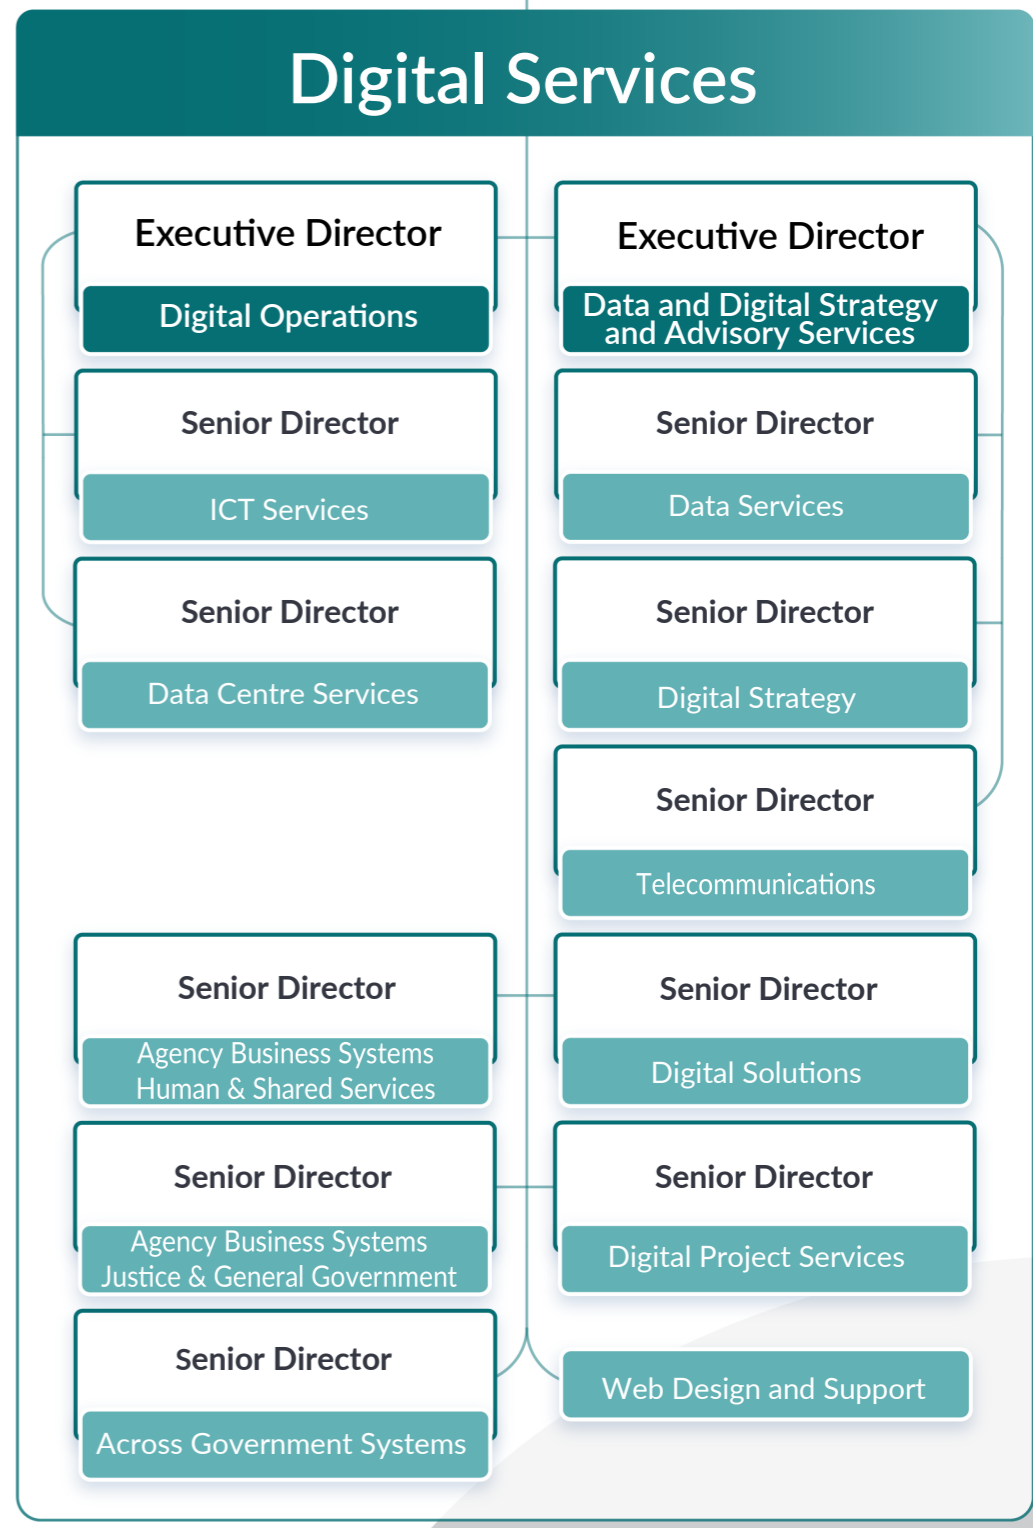 Digital Services
Executive Director
Digital Operations
Executive Director
Data and Digital Strategy
and Advisory Services
Senior Director
ICT Services
Senior Director
Data Services
Senior Director
Data Centre Services
Senior Director
Digital Strategy
Senior Director
Telecommunications
Senior Director
Agency Business Systems
Human & Shared Services
Senior Director
Digital Solutions
Senior Director
Agency Business Systems
Justice & General Government
Senior Director
Digital Project Services
Senior Director
Across Government Systems
Web Design and Support